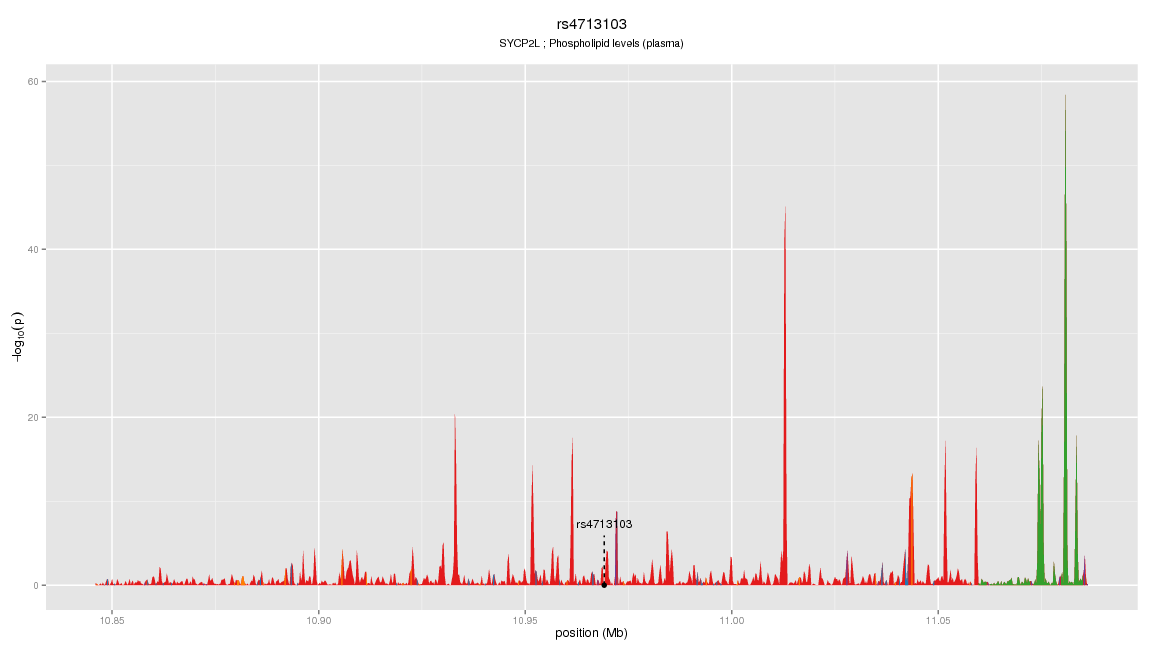 rs4713103
SYCP2L ; Phospholipid levels (plasma)
60
40
20
0
−log10(p)
rs4713103
10.85 10.90 10.95 11.00 11.05
position (Mb)